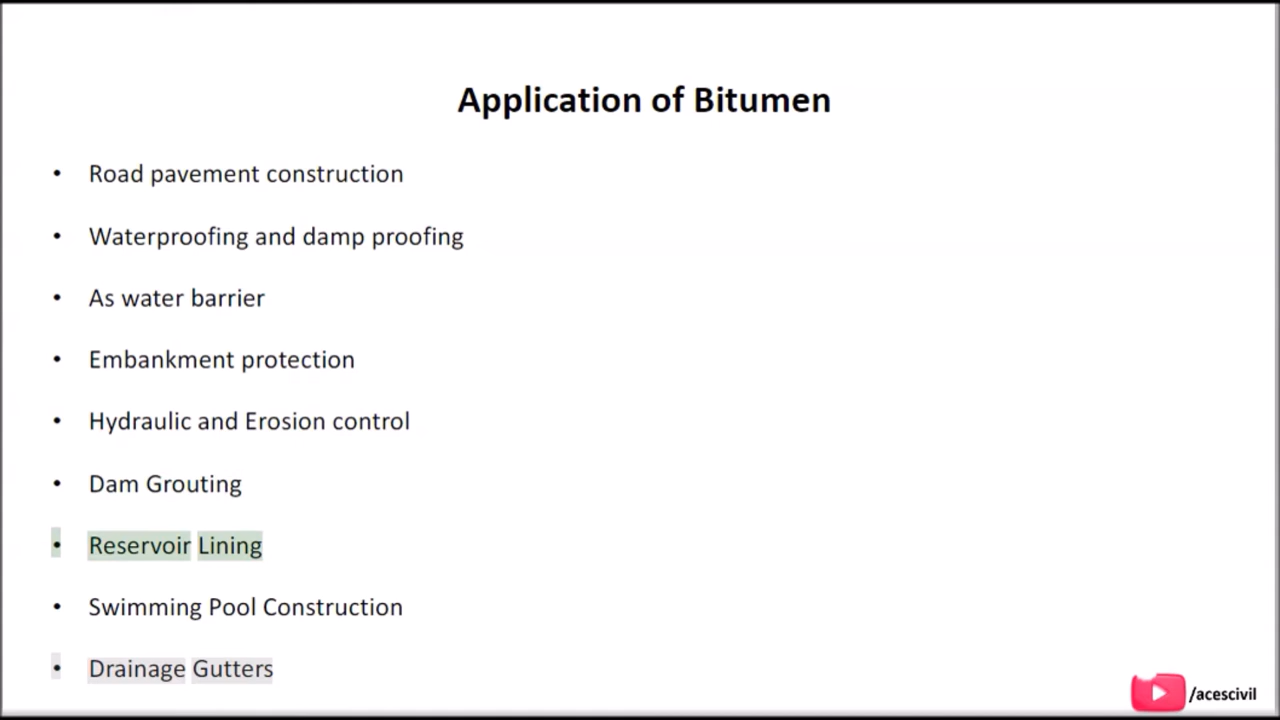 Application of Bitumen
• Road pavement construction
• Waterproofing and damp proofing
• As water barrier
• Embankment protection
• Hydraulic and Erosion control
• Dam Grouting
• Reservoir Lining
• Swimming Pool Construction
• Drainage Gutters
/acescivil